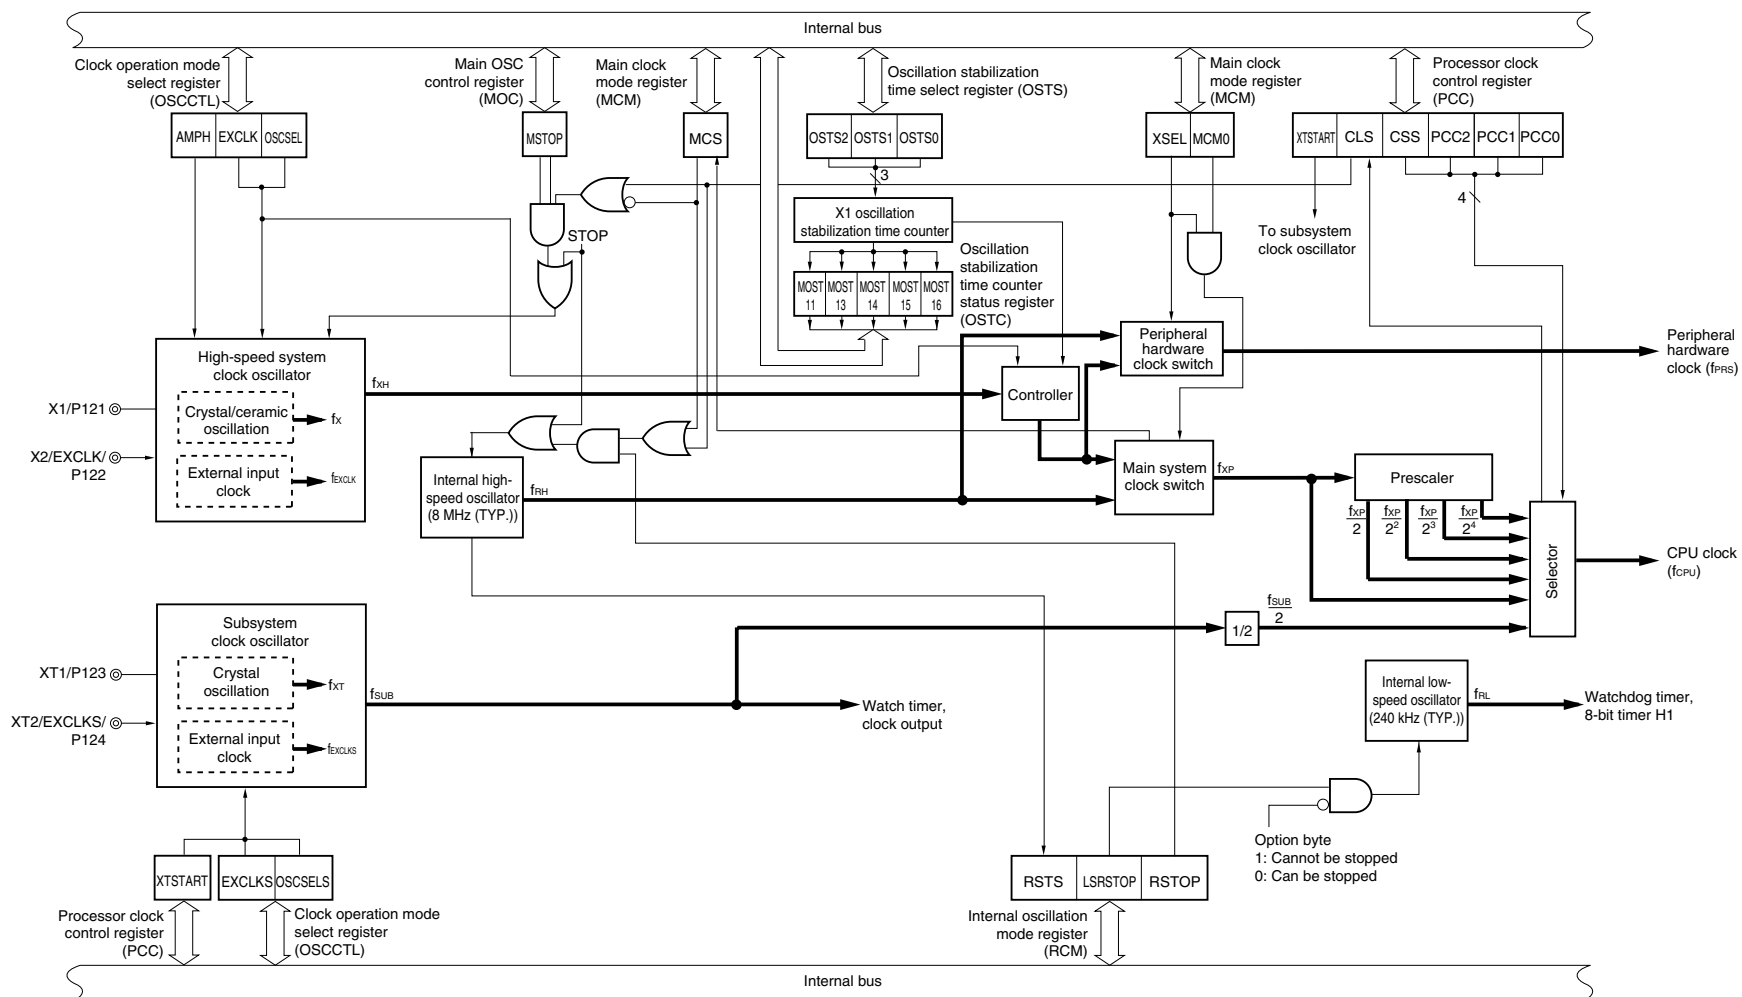 Internal bus
Clock operation mode
select register
(OSCCTL)
Main OSC
control register
(MOC)
Main clock
mode register
(MCM)
Oscillation stabilization
time select register (OSTS)
Main clock
mode register
(MCM)
Processor clock
control register
(PCC)
AMPH EXCLK OSCSEL
MSTOP
MCS
OSTS2 OSTS1 OSTS0
XSEL MCM0
XTSTART CLS CSS PCC2 PCC1 PCC0
3
4
X1 oscillation
stabilization time counter
To subsystem
clock oscillator
STOP
Oscillation
stabilization
time counter
status register
(OSTC)
MOST 11
MOST 13
MOST 14
MOST 15
MOST 16
High-speed system
clock oscillator
Crystal/ceramic
oscillation
fX
External input
clock
fEXCLK
X1/P121
X2/EXCLK/
P122
fXH
Controller
Peripheral
hardware
clock switch
Peripheral
hardware
clock (fPRS)
Internal high-
speed oscillator
(8 MHz (TYP.))
fRH
Main system
clock switch
fXP
Prescaler
fXP/2
fXP/2²
fXP/2³
fXP/2⁴
Selector
CPU clock
(fCPU)
Subsystem
clock oscillator
Crystal
oscillation
fXT
External input
clock
fEXCLKS
XT1/P123
XT2/EXCLKS/
P124
fSUB
Watch timer,
clock output
1/2
fSUB/2
Internal low-
speed oscillator
(240 kHz (TYP.))
fRL
Watchdog timer,
8-bit timer H1
Option byte
1: Cannot be stopped
0: Can be stopped
XTSTART
EXCLKS OSCSELS
RSTS LSRSTOP RSTOP
Processor clock
control register
(PCC)
Clock operation mode
select register
(OSCCTL)
Internal oscillation
mode register
(RCM)
Internal bus